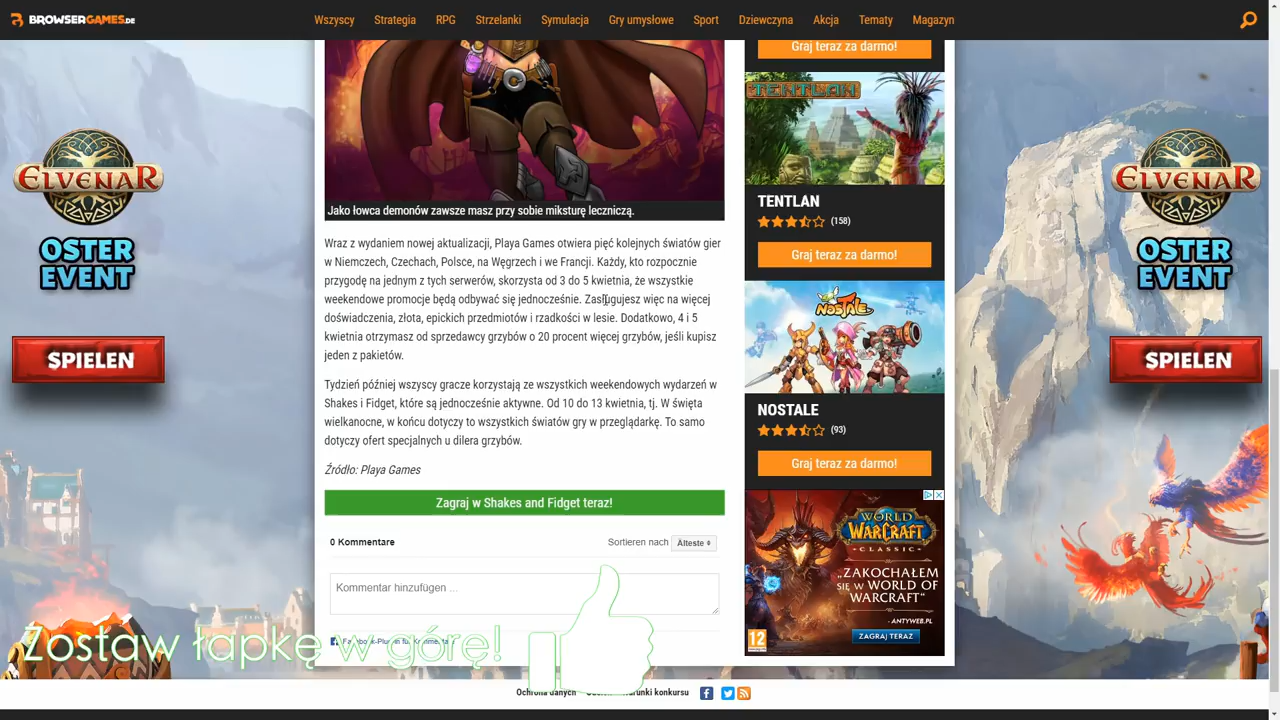 BROWSERGAMES.DE
Wszyscy Strategia RPG Strzelanki Symulacja Gry umysłowe Sport Dziewczyna Akcja Tematy Magazyn
Jako łowca demonów zawsze masz przy sobie miksturę leczniczą.
Wraz z wydaniem nowej aktualizacji, Playa Games otwiera pięć kolejnych światów gier
w Niemczech, Czechach, Polsce, na Węgrzech i we Francji. Każdy, kto rozpocznie
przygodę na jednym z tych serwerów, skorzysta od 3 do 5 kwietnia, że wszystkie
weekendowe promocje będą odbywać się jednocześnie. Zasługujesz więc na więcej
doświadczenia, złota, epickich przedmiotów i rzadkości w lesie. Dodatkowo, 4 i 5
kwietnia otrzymasz od sprzedawcy grzybów o 20 procent więcej grzybów, jeśli kupisz
jeden z pakietów.
Tydzień później wszyscy gracze korzystają ze wszystkich weekendowych wydarzeń w
Shakes i Fidget, które są jednocześnie aktywne. Od 10 do 13 kwietnia, tj. W święta
wielkanocne, w końcu dotyczy to wszystkich światów gry w przeglądarkę. To samo
dotyczy ofert specjalnych u dilera grzybów.
Źródło: Playa Games
Zagraj w Shakes and Fidget teraz!
0 Kommentare
Sortieren nach Älteste
Kommentar hinzufügen ...
Zostaw łapkę w górę!
Graj teraz za darmo!
TENTLAN
TENTLAN
(158)
Graj teraz za darmo!
NOSTALE
NOSTALE
(93)
Graj teraz za darmo!
WORLD
OF
WARCRAFT
CLASSIC
„ZAKOCHAŁEM
SIĘ W WORLD OF
WARCRAFT"
- ANTYWEB.PL
12
ZAGRAJ TERAZ
ELVENAR
OSTER
EVENT
SPIELEN
ELVENAR
OSTER
EVENT
SPIELEN
Ochrona danych
warunki konkursu